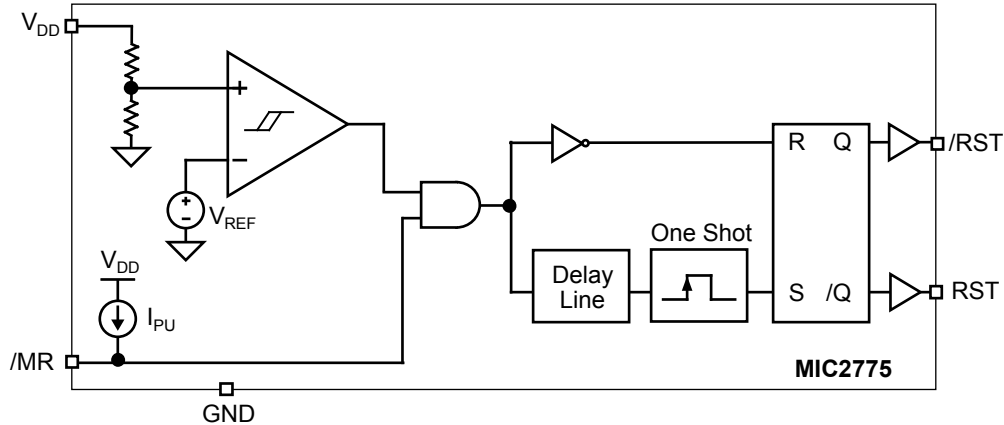 V_DD
+
−
+
−
V_REF
V_DD
I_PU
/MR
GND
One Shot
Delay
Line
R Q
S /Q
/RST
RST
MIC2775